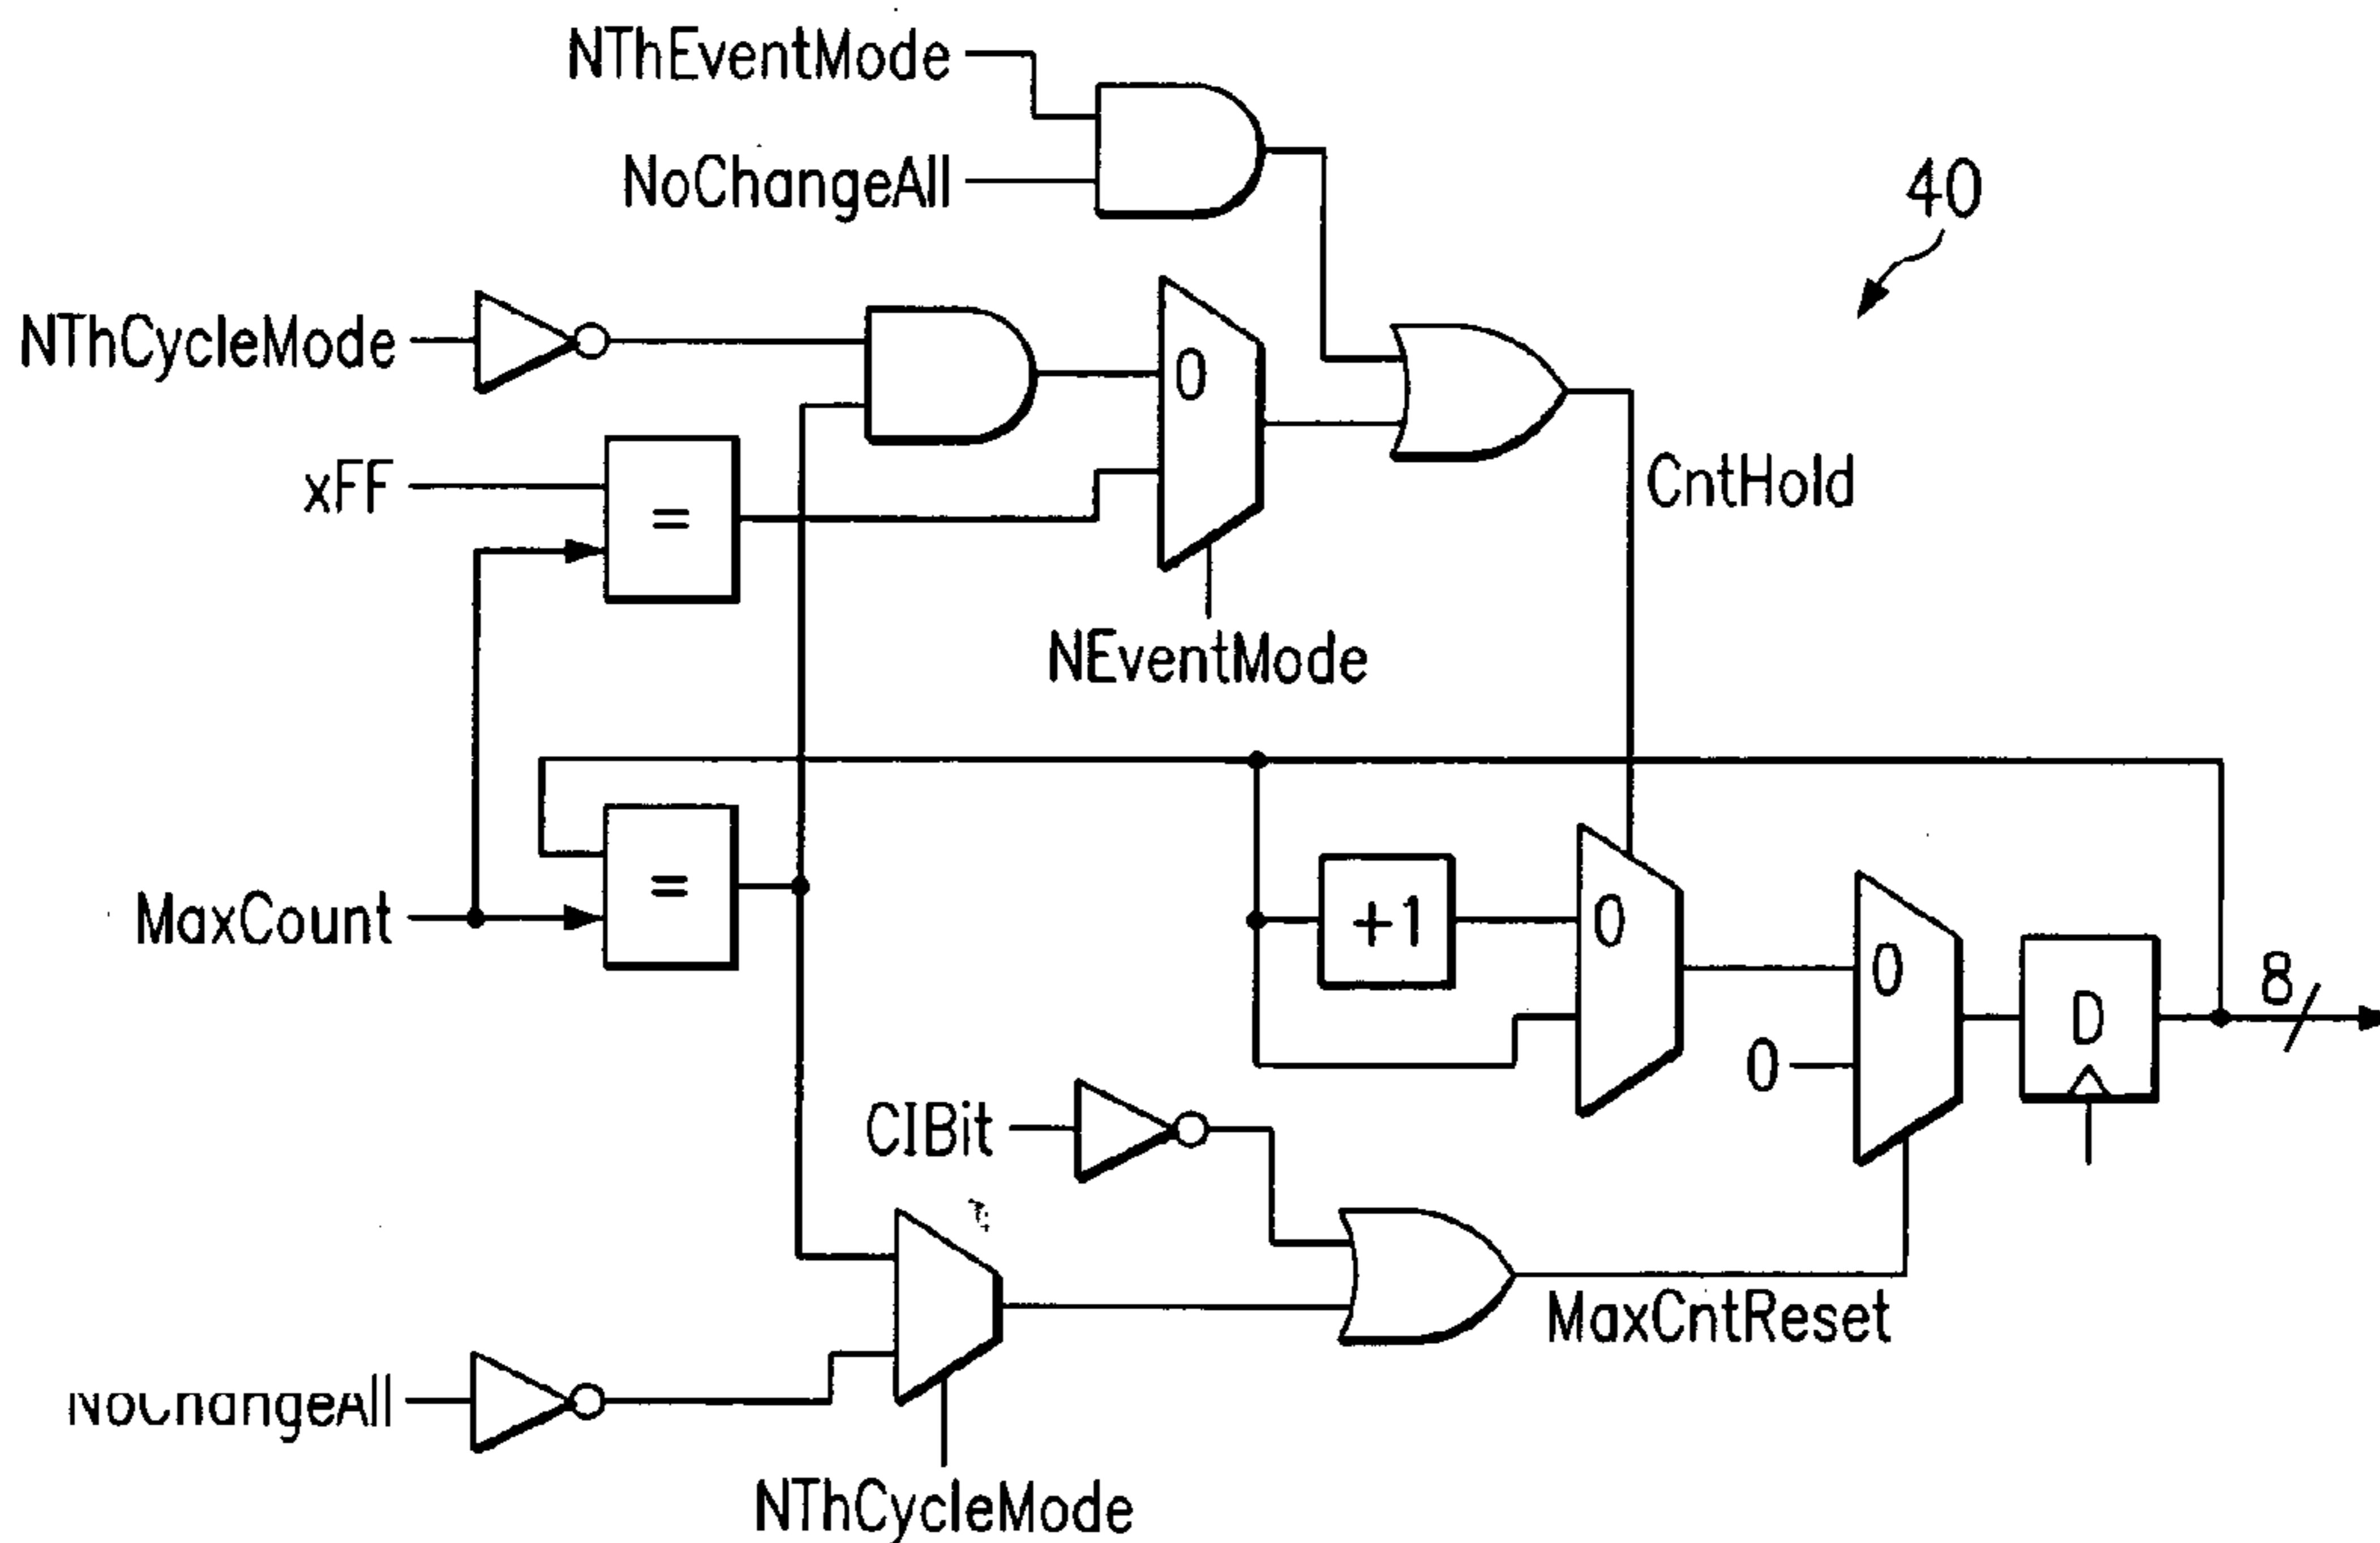 NThEventMode
NoChangeAll
40
NThCycleMode
0
xFF
=
CntHold
NEventMode
=
MaxCount
+1
0
0
8
D
0
CIBit
MaxCntReset
NoChangeAll
NThCycleMode